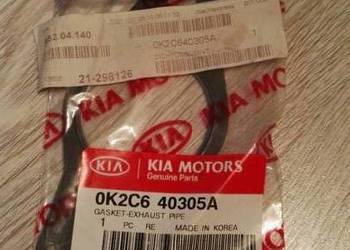 0K2C640305A
1
21-298126
KIA
KIA MOTORS
Genuine Parts
0K2C6 40305A
GASKET-EXHAUST PIPE
1 PC RE MADE IN KOREA